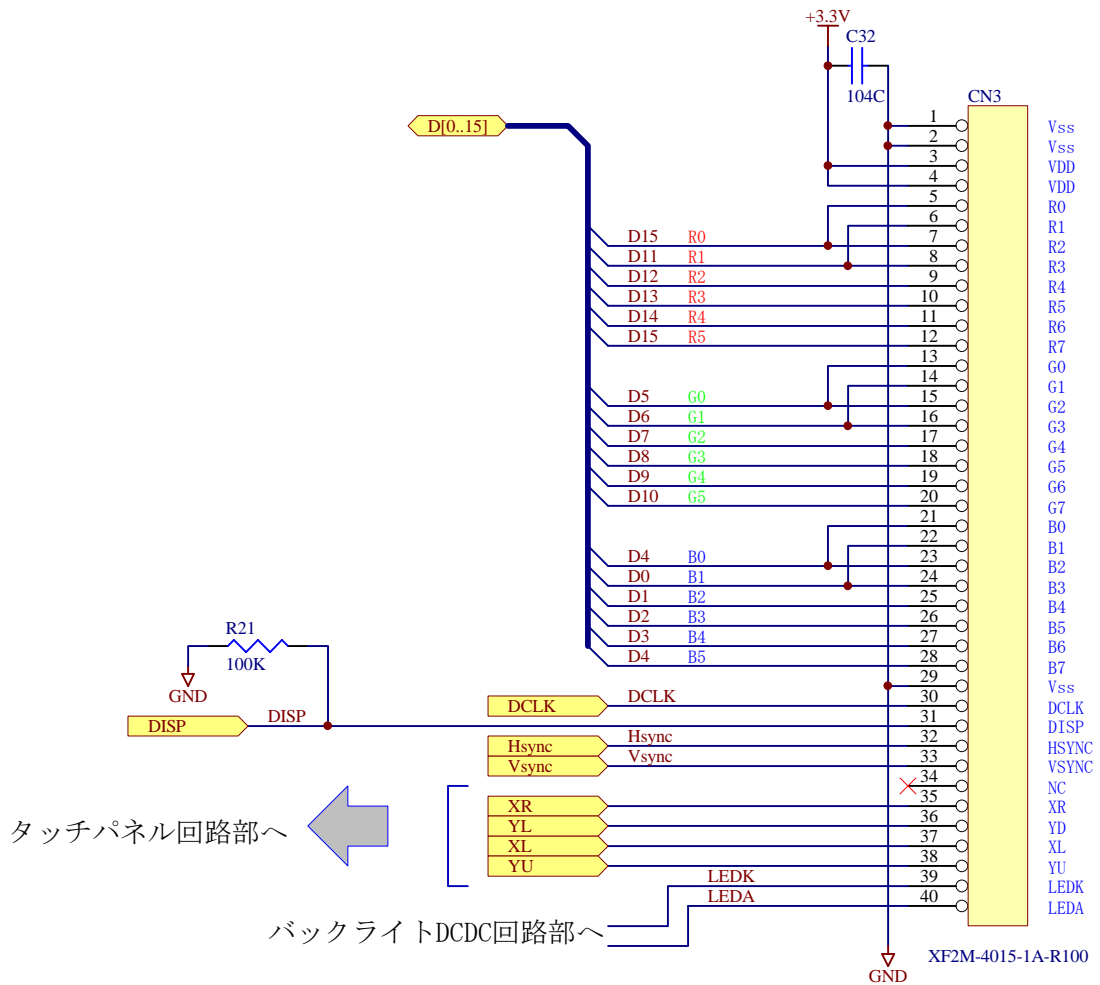 +3.3V
C32
104C
CN3
D[0..15]
1 Vss
2 Vss
3 VDD
4 VDD
5 R0
6 R1
D15 R0 7 R2
D11 R1 8 R3
D12 R2 9 R4
D13 R3 10 R5
D14 R4 11 R6
D15 R5 12 R7
13 G0
14 G1
D5 G0 15 G2
D6 G1 16 G3
D7 G2 17 G4
D8 G3 18 G5
D9 G4 19 G6
D10 G5 20 G7
21 B0
22 B1
D4 B0 23 B2
D0 B1 24 B3
D1 B2 25 B4
D2 B3 26 B5
D3 B4 27 B6
D4 B5 28 B7
R21
100K
GND
29 Vss
DCLK DCLK 30 DCLK
DISP DISP 31 DISP
Hsync Hsync 32 HSYNC
Vsync Vsync 33 VSYNC
34 NC
XR 35 XR
YL 36 YD
XL 37 XL
YU 38 YU
タッチパネル回路部へ
LEDK 39 LEDK
LEDA 40 LEDA
バックライトDCDC回路部へ
GND
XF2M-4015-1A-R100